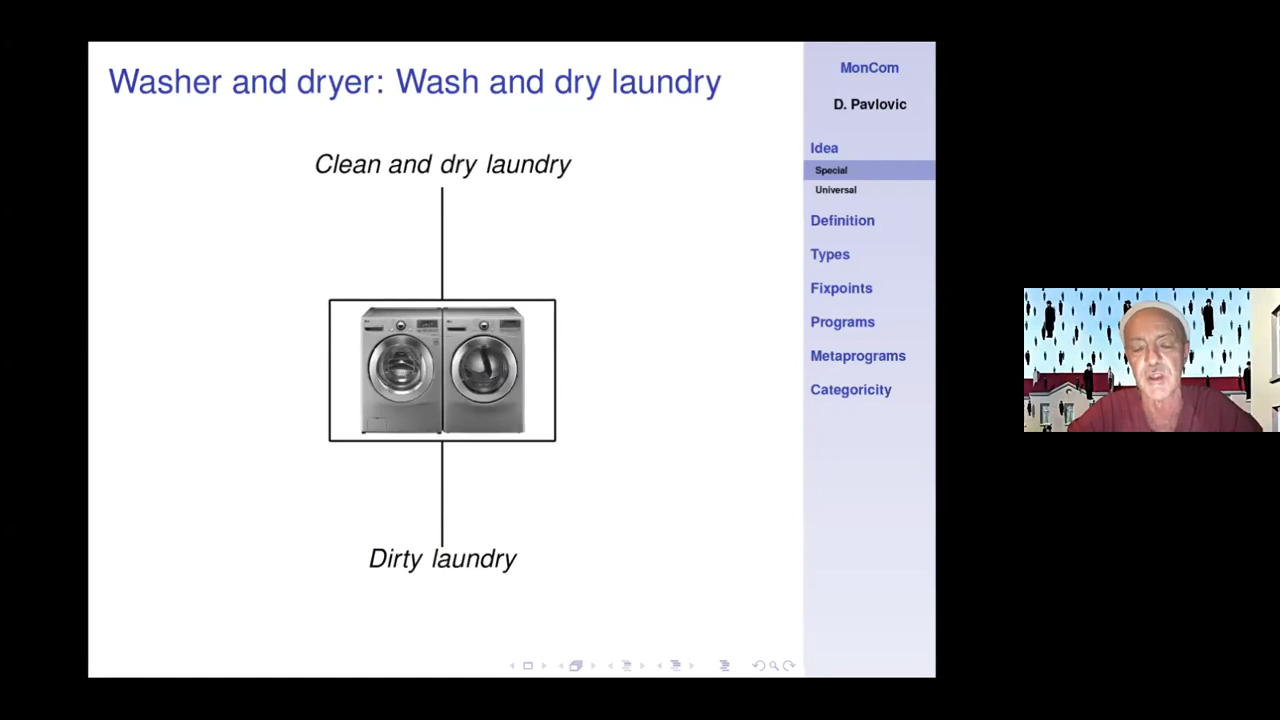 Washer and dryer: Wash and dry laundry
Clean and dry laundry
Dirty laundry
MonCom
D. Pavlovic
Idea
Special
Universal
Definition
Types
Fixpoints
Programs
Metaprograms
Categoricity